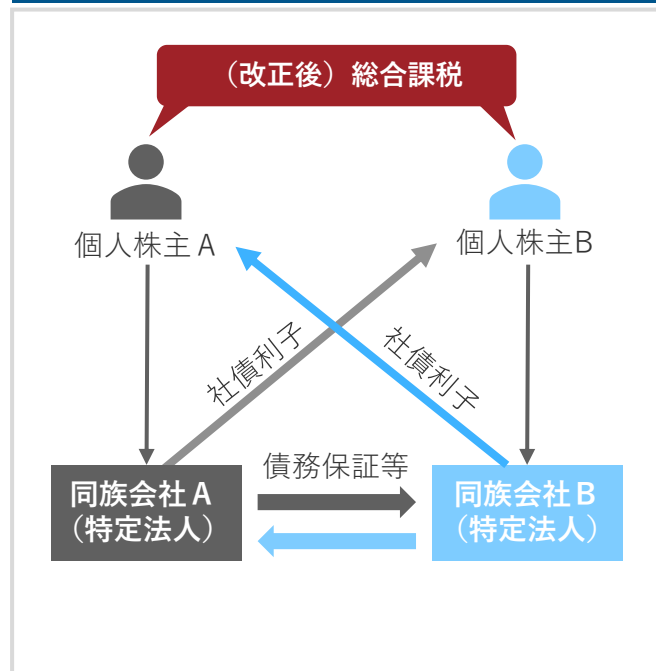 （改正後）総合課税
個人株主A
個人株主B
社債利子
社債利子
債務保証等
同族会社A
（特定法人）
同族会社B
（特定法人）